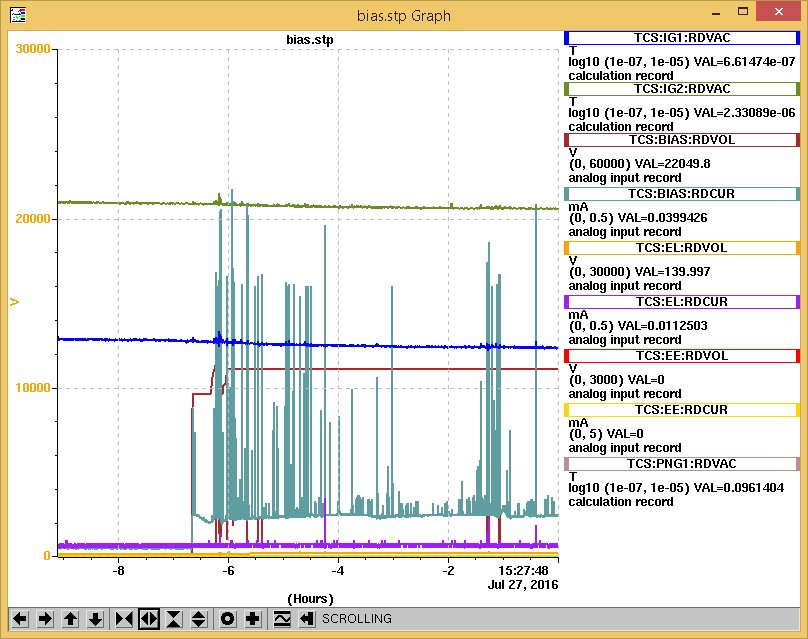 bias.stp Graph
bias.stp
30000
20000
V
10000
0
-8
-6
-4
-2
15:27:48
Jul 27, 2016
(Hours)
TCS:IG1:RDVAC
T
log10 (1e-07, 1e-05) VAL=6.61474e-07
calculation record
TCS:IG2:RDVAC
T
log10 (1e-07, 1e-05) VAL=2.33089e-06
calculation record
TCS:BIAS:RDVOL
V
(0, 60000) VAL=22049.8
analog input record
TCS:BIAS:RDCUR
mA
(0, 0.5) VAL=0.0399426
analog input record
TCS:EL:RDVOL
V
(0, 30000) VAL=139.997
analog input record
TCS:EL:RDCUR
mA
(0, 0.5) VAL=0.0112503
analog input record
TCS:EE:RDVOL
V
(0, 3000) VAL=0
analog input record
TCS:EE:RDCUR
mA
(0, 5) VAL=0
analog input record
TCS:PNG1:RDVAC
T
log10 (1e-07, 1e-05) VAL=0.0961404
calculation record
SCROLLING